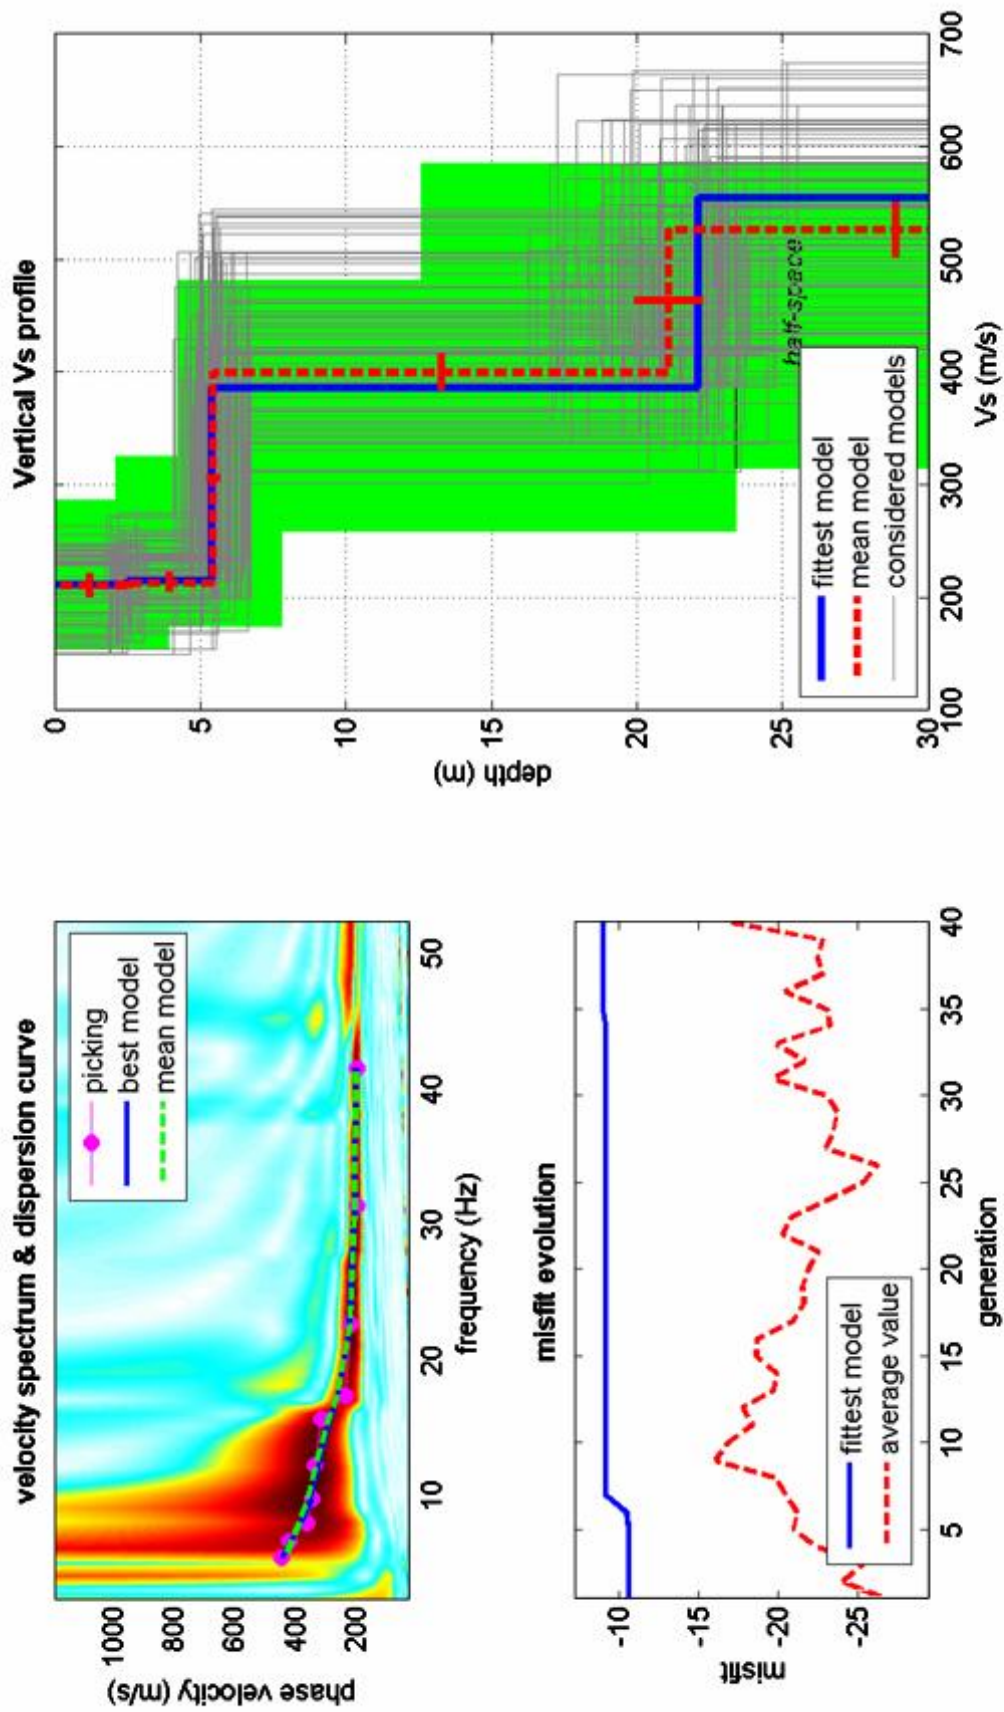 velocity spectrum & dispersion curve
picking
best model
mean model
1000
800
600
400
200
phase velocity (m/s)
10
20
30
40
50
frequency (Hz)
misfit evolution
-10
-15
-20
-25
misfit
fittest model
average value
5
10
15
20
25
30
35
40
generation
Vertical Vs profile
0
5
10
15
20
25
30
depth (m)
half-space
fittest model
mean model
considered models
100
200
300
400
500
600
700
Vs (m/s)